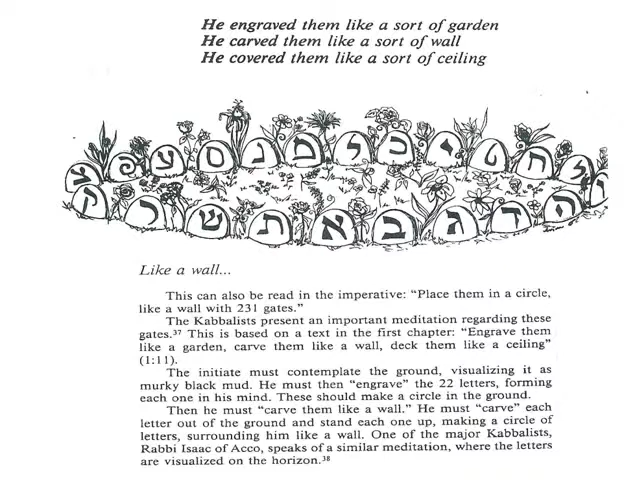 He engraved them like a sort of garden
He carved them like a sort of wall
He covered them like a sort of ceiling
ז ח ט י כ ל מ נ ס ע פ צ
ו ה ד ג ב א ת ש ר ק
Like a wall...
This can also be read in the imperative: “Place them in a circle,
like a wall with 231 gates.”
The Kabbalists present an important meditation regarding these
gates.³⁷ This is based on a text in the first chapter: “Engrave them
like a garden, carve them like a wall, deck them like a ceiling”
(1:11).
The initiate must contemplate the ground, visualizing it as
murky black mud. He must then “engrave” the 22 letters, forming
each one in his mind. These should make a circle in the ground.
Then he must “carve them like a wall.” He must “carve” each
letter out of the ground and stand each one up, making a circle of
letters, surrounding him like a wall. One of the major Kabbalists,
Rabbi Isaac of Acco, speaks of a similar meditation, where the letters
are visualized on the horizon.³⁸